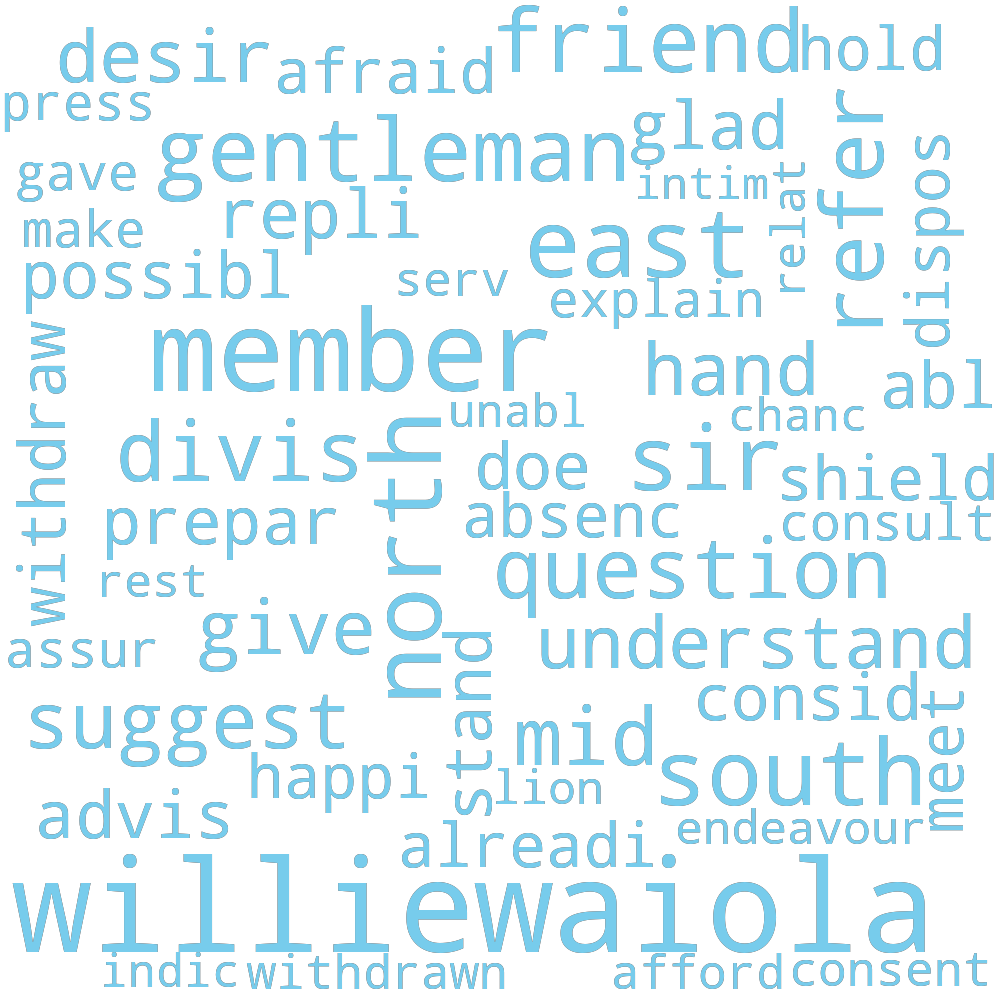 friend
desir
afraid
hold
press
glad
gentleman
refer
dispos
gave
intim
relat
make
repli
east
possibl
serv
explain
member
withdraw
hand
abl
unabl
chanc
divis
north
doe
sir
shield
prepar
absenc
consult
question
rest
give
assur
understand
stand
consid
meet
suggest
mid
south
happi
lion
advis
endeavour
alreadi
williewaiola
indic
withdrawn
afford
consent